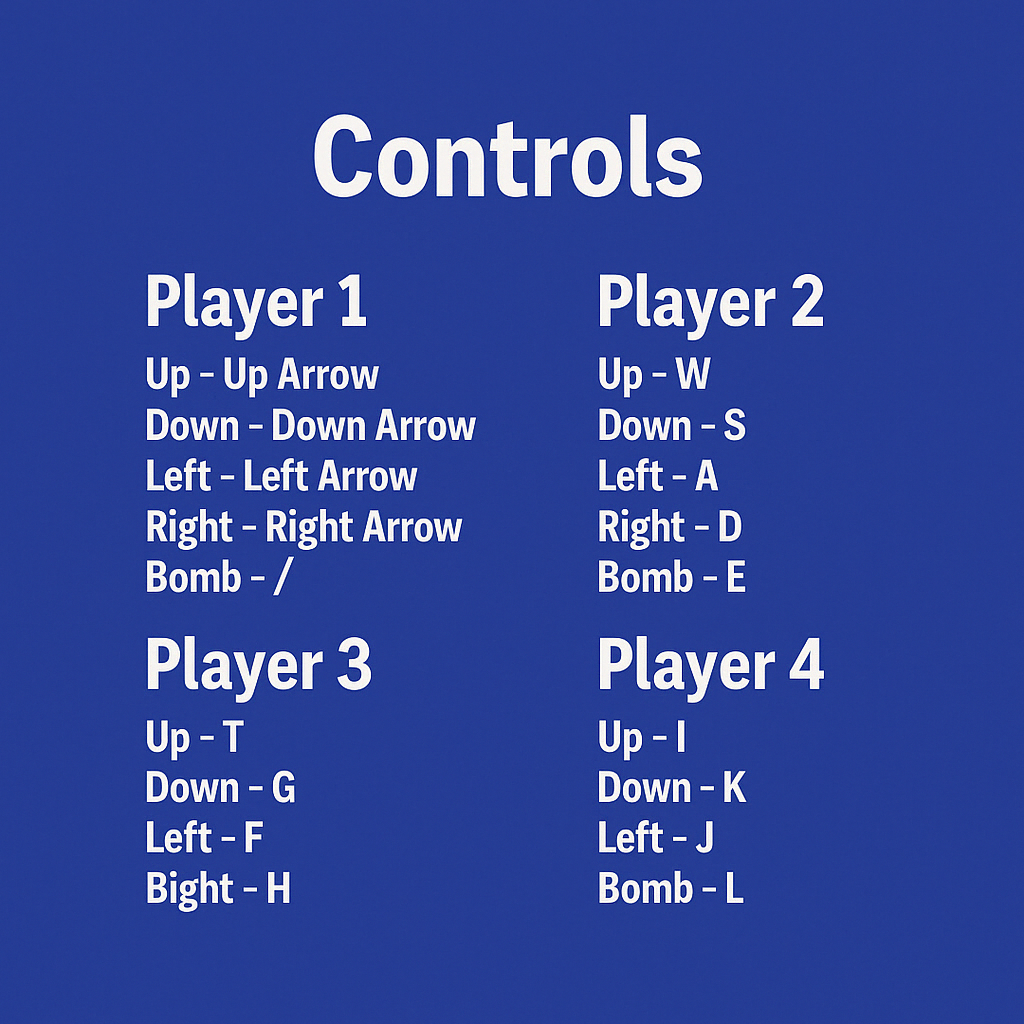 Controls
Player 1
Up – Up Arrow
Down – Down Arrow
Left – Left Arrow
Right – Right Arrow
Bomb – /
Player 2
Up – W
Down – S
Left – A
Right – D
Bomb – E
Player 3
Up – T
Down – G
Left – F
Bight – H
Player 4
Up – I
Down – K
Left – J
Bomb – L